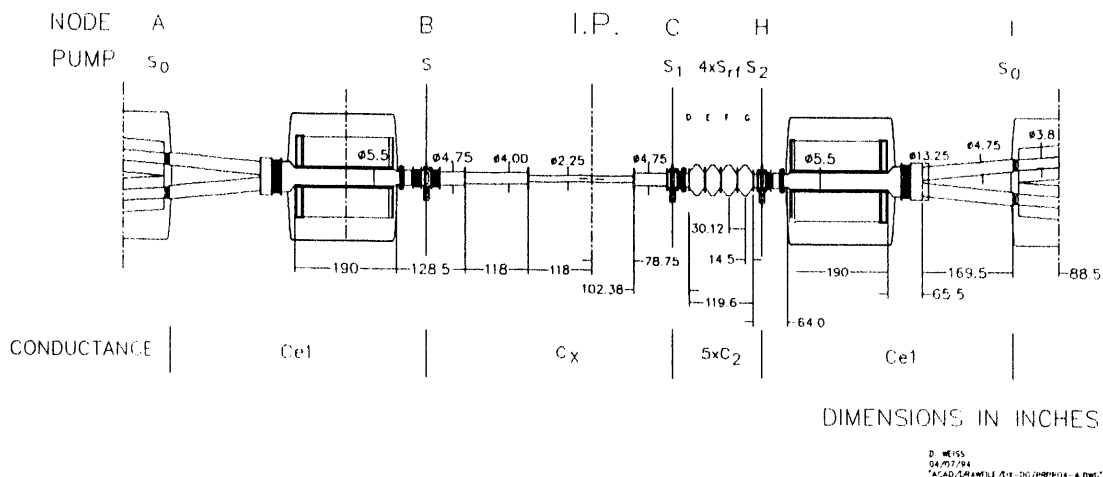 NODE A B I.P. C H I
PUMP S₀ S S₁ 4xSrf S₂ S₀
D E F G
ø5.5 ø4.75 ø4.00 ø2.25 ø4.75 ø5.5 ø13.25 ø4.75 ø3.8
30.12
190 128.5 118 118 78.75 14.5 190 169.5 88.5
102.38 119.6 65.5
64.0
CONDUCTANCE Ce1 Cx 5xC₂ Ce1
DIMENSIONS IN INCHES
D. WEISS
04/07/94